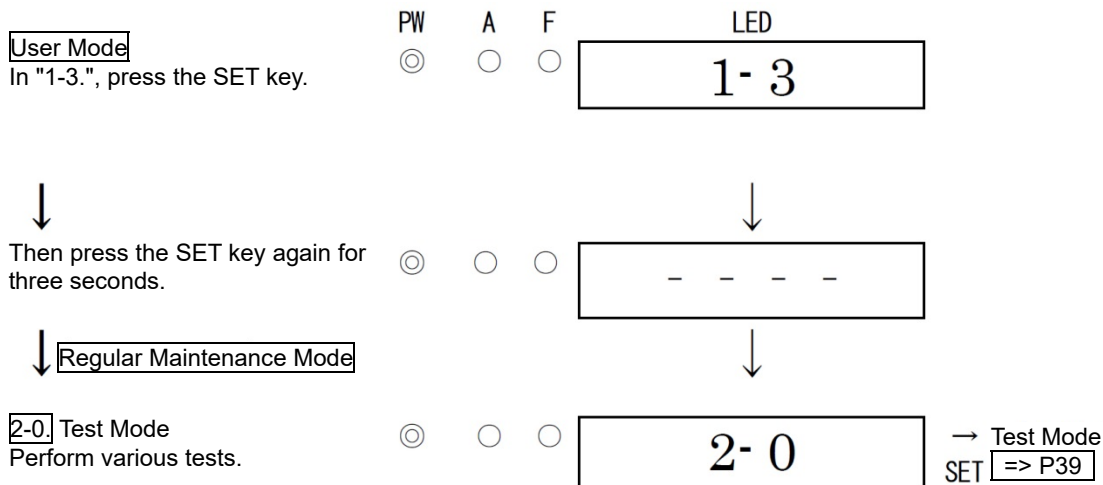 PW A F LED
User Mode
In "1-3.", press the SET key.
◎ ○ ○ 1- 3
↓ ↓
Then press the SET key again for
three seconds.
◎ ○ ○ - - - -
↓ Regular Maintenance Mode ↓
2-0. Test Mode
Perform various tests.
◎ ○ ○ 2- 0
→ Test Mode
SET => P39